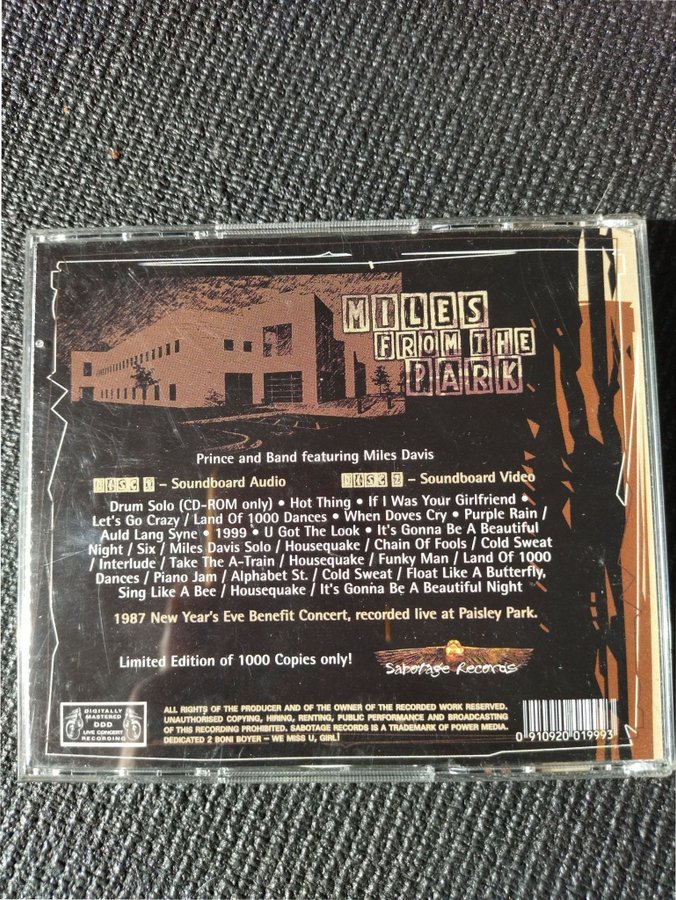 MILES
FROM THE
PARK
Prince and Band featuring Miles Davis
DISC 1 – Soundboard Audio DISC 2 – Soundboard Video
Drum Solo (CD-ROM only) • Hot Thing • If I Was Your Girlfriend •
Let's Go Crazy / Land Of 1000 Dances • When Doves Cry • Purple Rain /
Auld Lang Syne • 1999 • U Got The Look • It's Gonna Be A Beautiful
Night / Six / Miles Davis Solo / Housequake / Chain Of Fools / Cold Sweat
/ Interlude / Take The A-Train / Housequake / Funky Man / Land Of 1000
Dances / Piano Jam / Alphabet St. / Cold Sweat / Float Like A Butterfly,
Sing Like A Bee / Housequake / It's Gonna Be A Beautiful Night
1987 New Year's Eve Benefit Concert, recorded live at Paisley Park.
Limited Edition of 1000 Copies only!
Sabotage Records
DIGITALLY
MASTERED
DDD
LIVE CONCERT
RECORDING
ALL RIGHTS OF THE PRODUCER AND OF THE OWNER OF THE RECORDED WORK RESERVED.
UNAUTHORISED COPYING, HIRING, RENTING, PUBLIC PERFORMANCE AND BROADCASTING
OF THIS RECORDING PROHIBITED. SABOTAGE RECORDS IS A TRADEMARK OF POWER MEDIA.
DEDICATED 2 BONI BOYER – WE MISS U, GIRL!
0 910920 019993